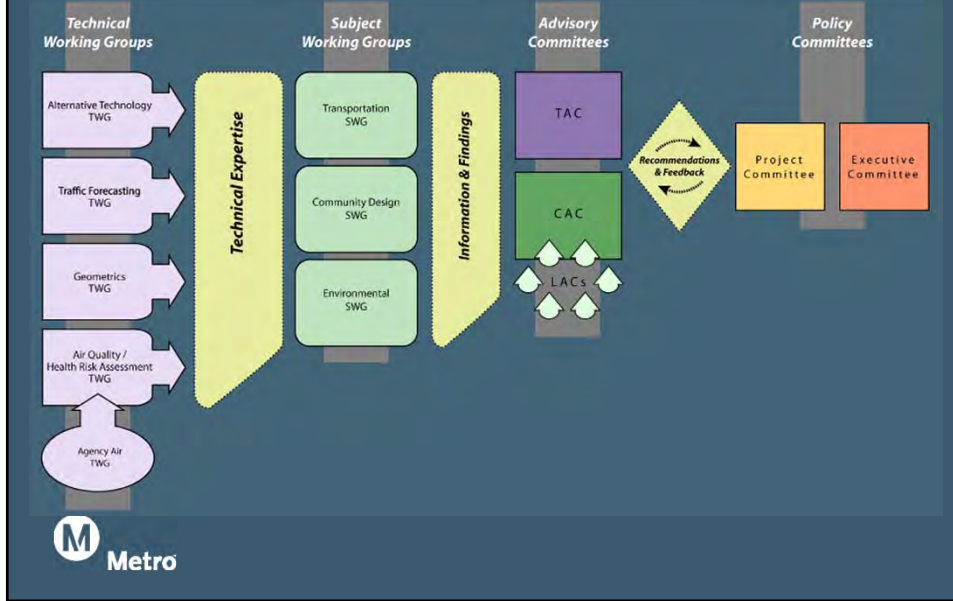 Technical
Working Groups
Subject
Working Groups
Advisory
Committees
Policy
Committees
Alternative Technology
TWG
Traffic Forecasting
TWG
Geometrics
TWG
Air Quality /
Health Risk Assessment
TWG
Agency Air
TWG
Technical Expertise
Transportation
SWG
Community Design
SWG
Environmental
SWG
Information & Findings
TAC
CAC
LACs
Recommendations
& Feedback
Project
Committee
Executive
Committee
M
Metro